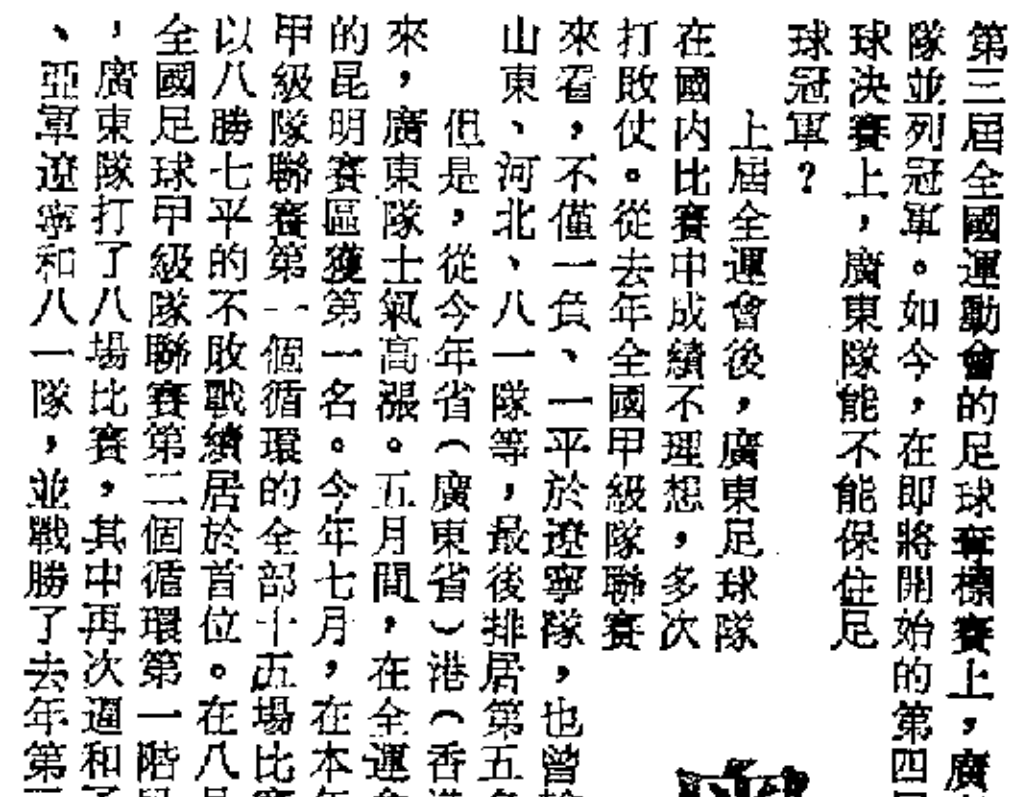 第三屆全國運動會的足球奪標賽上，廣
隊並列冠軍。如今，在即將開始的第四
球決賽上，廣東隊能不能保住足
球冠軍？
上屆全運會後，廣東足球隊
在國內比賽中成績不理想，多次
打敗仗。從去年全國甲級隊聯賽
來看，不僅一負、一平於遼寧隊，也曾
山東、河北、八一隊等，最後排居第五
但是，從今年省（廣東省）港（香
來，廣東隊士氣高漲。五月間，在全運
的昆明賽區獲第一名。今年七月，在本
甲級隊聯賽第一個循環的全部十五場比
以八勝七平的不敗戰績居於首位。在八
全國足球甲級隊聯賽第二個循環第一階
，廣東隊打了八場比賽，其中再次逼和
、亞軍遼寧和八一隊，並戰勝了去年第